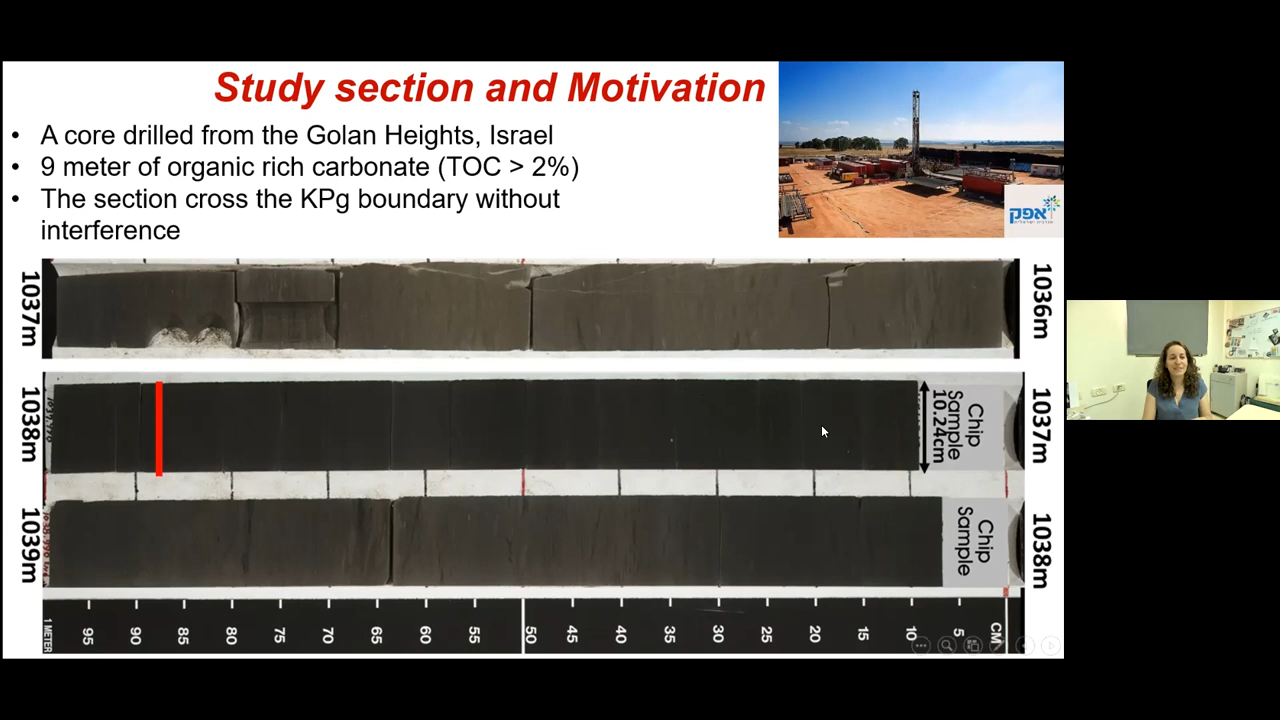 Study section and Motivation
• A core drilled from the Golan Heights, Israel
• 9 meter of organic rich carbonate (TOC > 2%)
• The section cross the KPg boundary without
interference
אפק
1037m
1036m
1038m
Chip
Sample
10.24cm
1037m
1039m
Chip
Sample
1038m
1 METER
95
90
85
80
75
70
65
60
55
50
45
40
35
30
25
20
15
10
5
CM